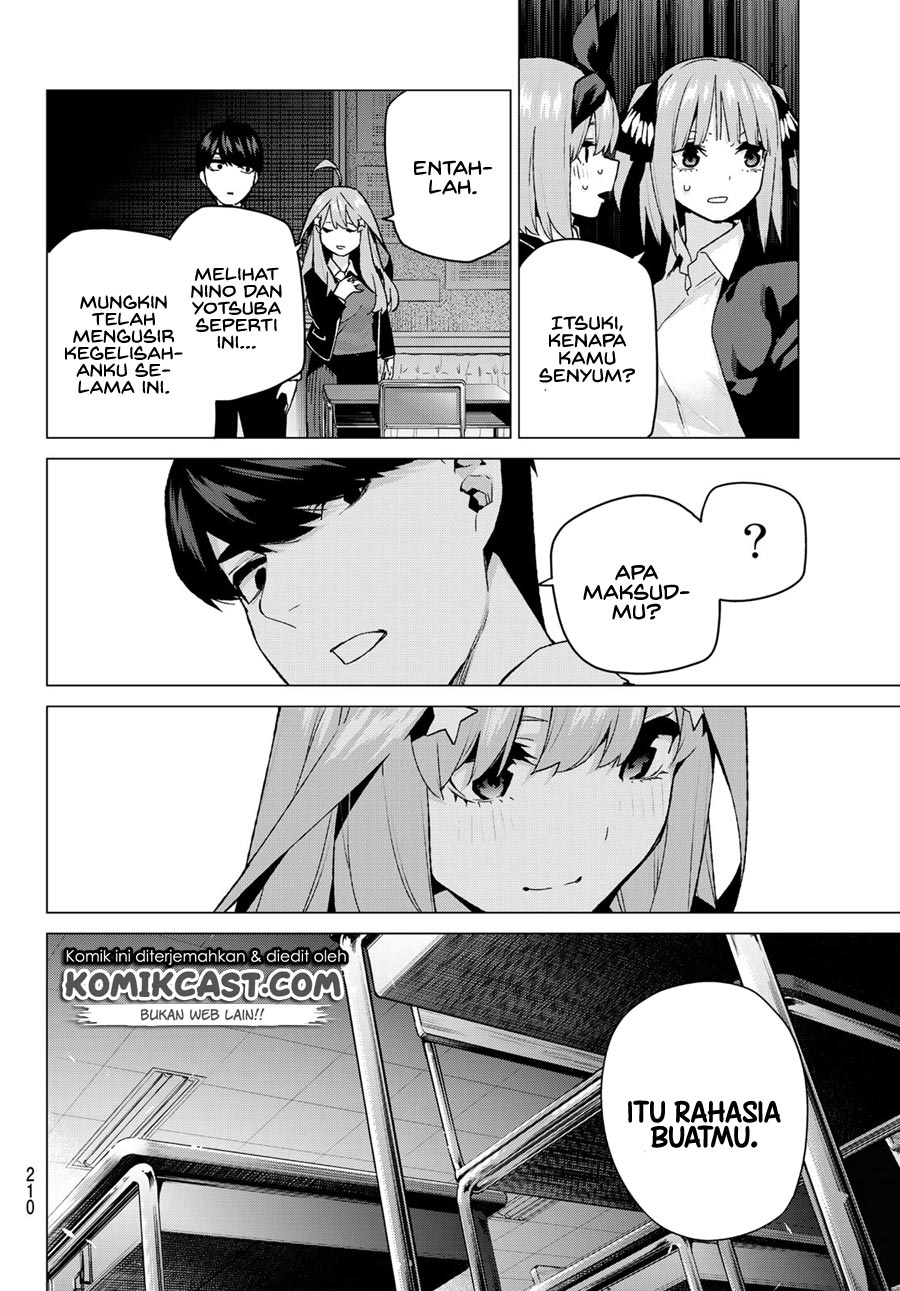 ITSUKI,
KENAPA
KAMU
SENYUM?
ENTAH-
LAH.
MELIHAT
NINO DAN
YOTSUBA
SEPERTI
INI...
MUNGKIN
TELAH
MENGUSIR
KEGELISAH-
ANKU SE-
LAMA INI.
?
APA
MAKSUD-
MU?
Komik ini diterjemahkan & diedit oleh
KOMIKCAST.COM
BUKAN WEB LAIN!!
ITU RAHASIA
BUATMU.
210